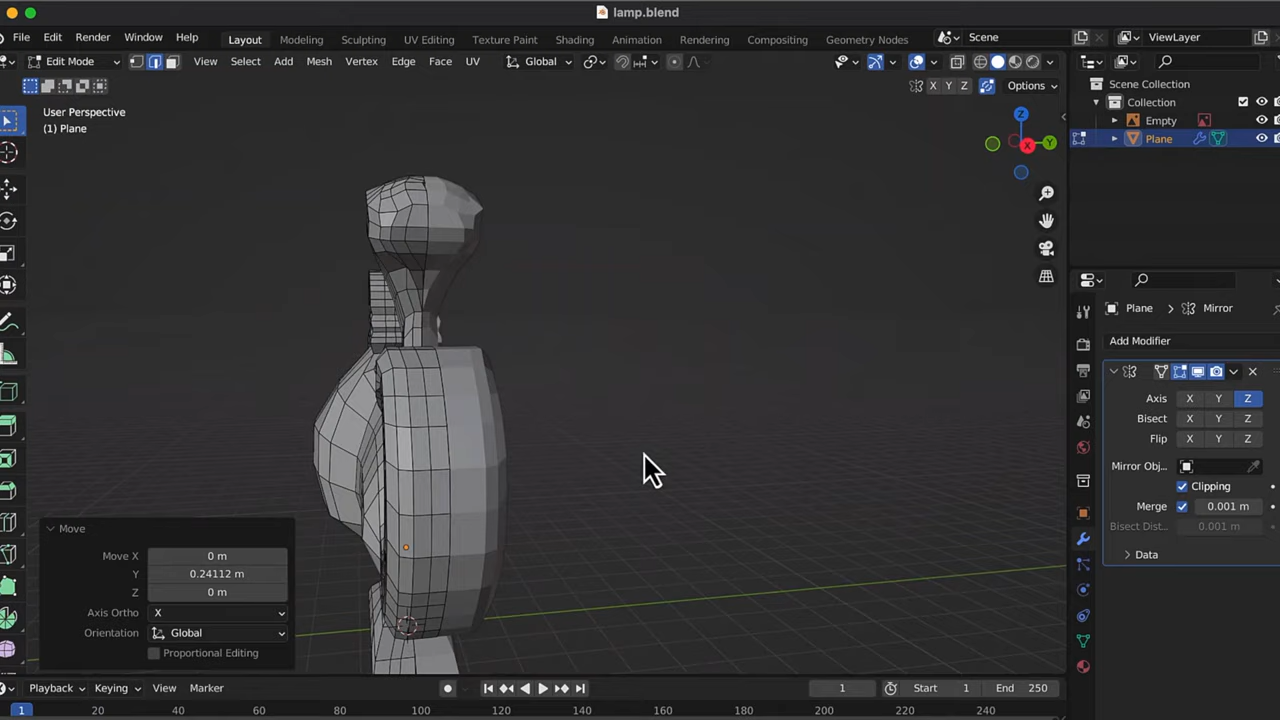 lamp.blend
File Edit Render Window Help Layout Modeling Sculpting UV Editing Texture Paint Shading Animation Rendering Compositing Geometry Nodes Scene ViewLayer
Edit Mode View Select Add Mesh Vertex Edge Face UV Global
X Y Z Options
User Perspective
(1) Plane
Z
Y
X
Scene Collection
Collection
Empty
Plane
Plane > Mirror
Add Modifier
Axis X Y Z
Bisect X Y Z
Flip X Y Z
Mirror Obj...
Clipping
Merge 0.001 m
Bisect Dist... 0.001 m
Data
Move
Move X 0 m
Y 0.24112 m
Z 0 m
Axis Ortho X
Orientation Global
Proportional Editing
Playback Keying View Marker 1 Start 1 End 250
1 20 40 60 80 100 120 140 160 180 200 220 240